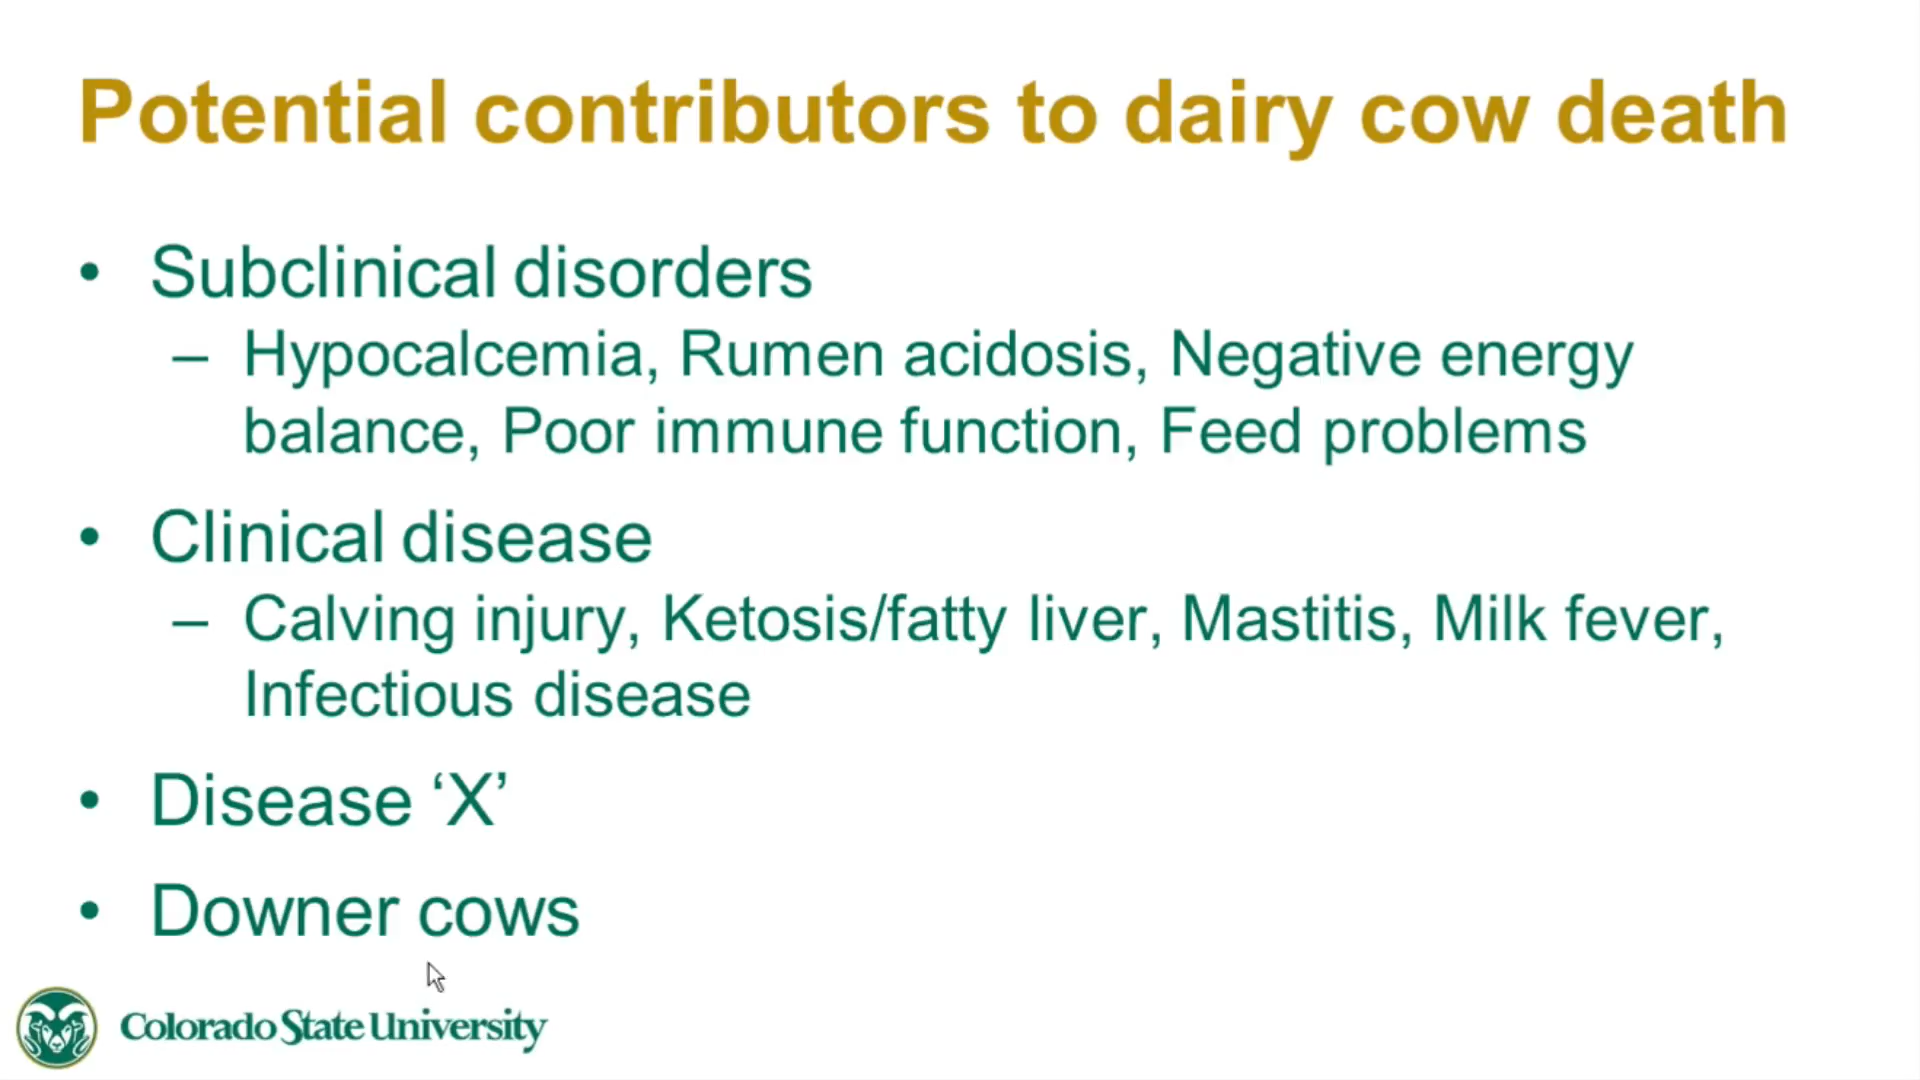 Potential contributors to dairy cow death
• Subclinical disorders
– Hypocalcemia, Rumen acidosis, Negative energy
balance, Poor immune function, Feed problems
• Clinical disease
– Calving injury, Ketosis/fatty liver, Mastitis, Milk fever,
Infectious disease
• Disease ‘X’
• Downer cows
Colorado State University